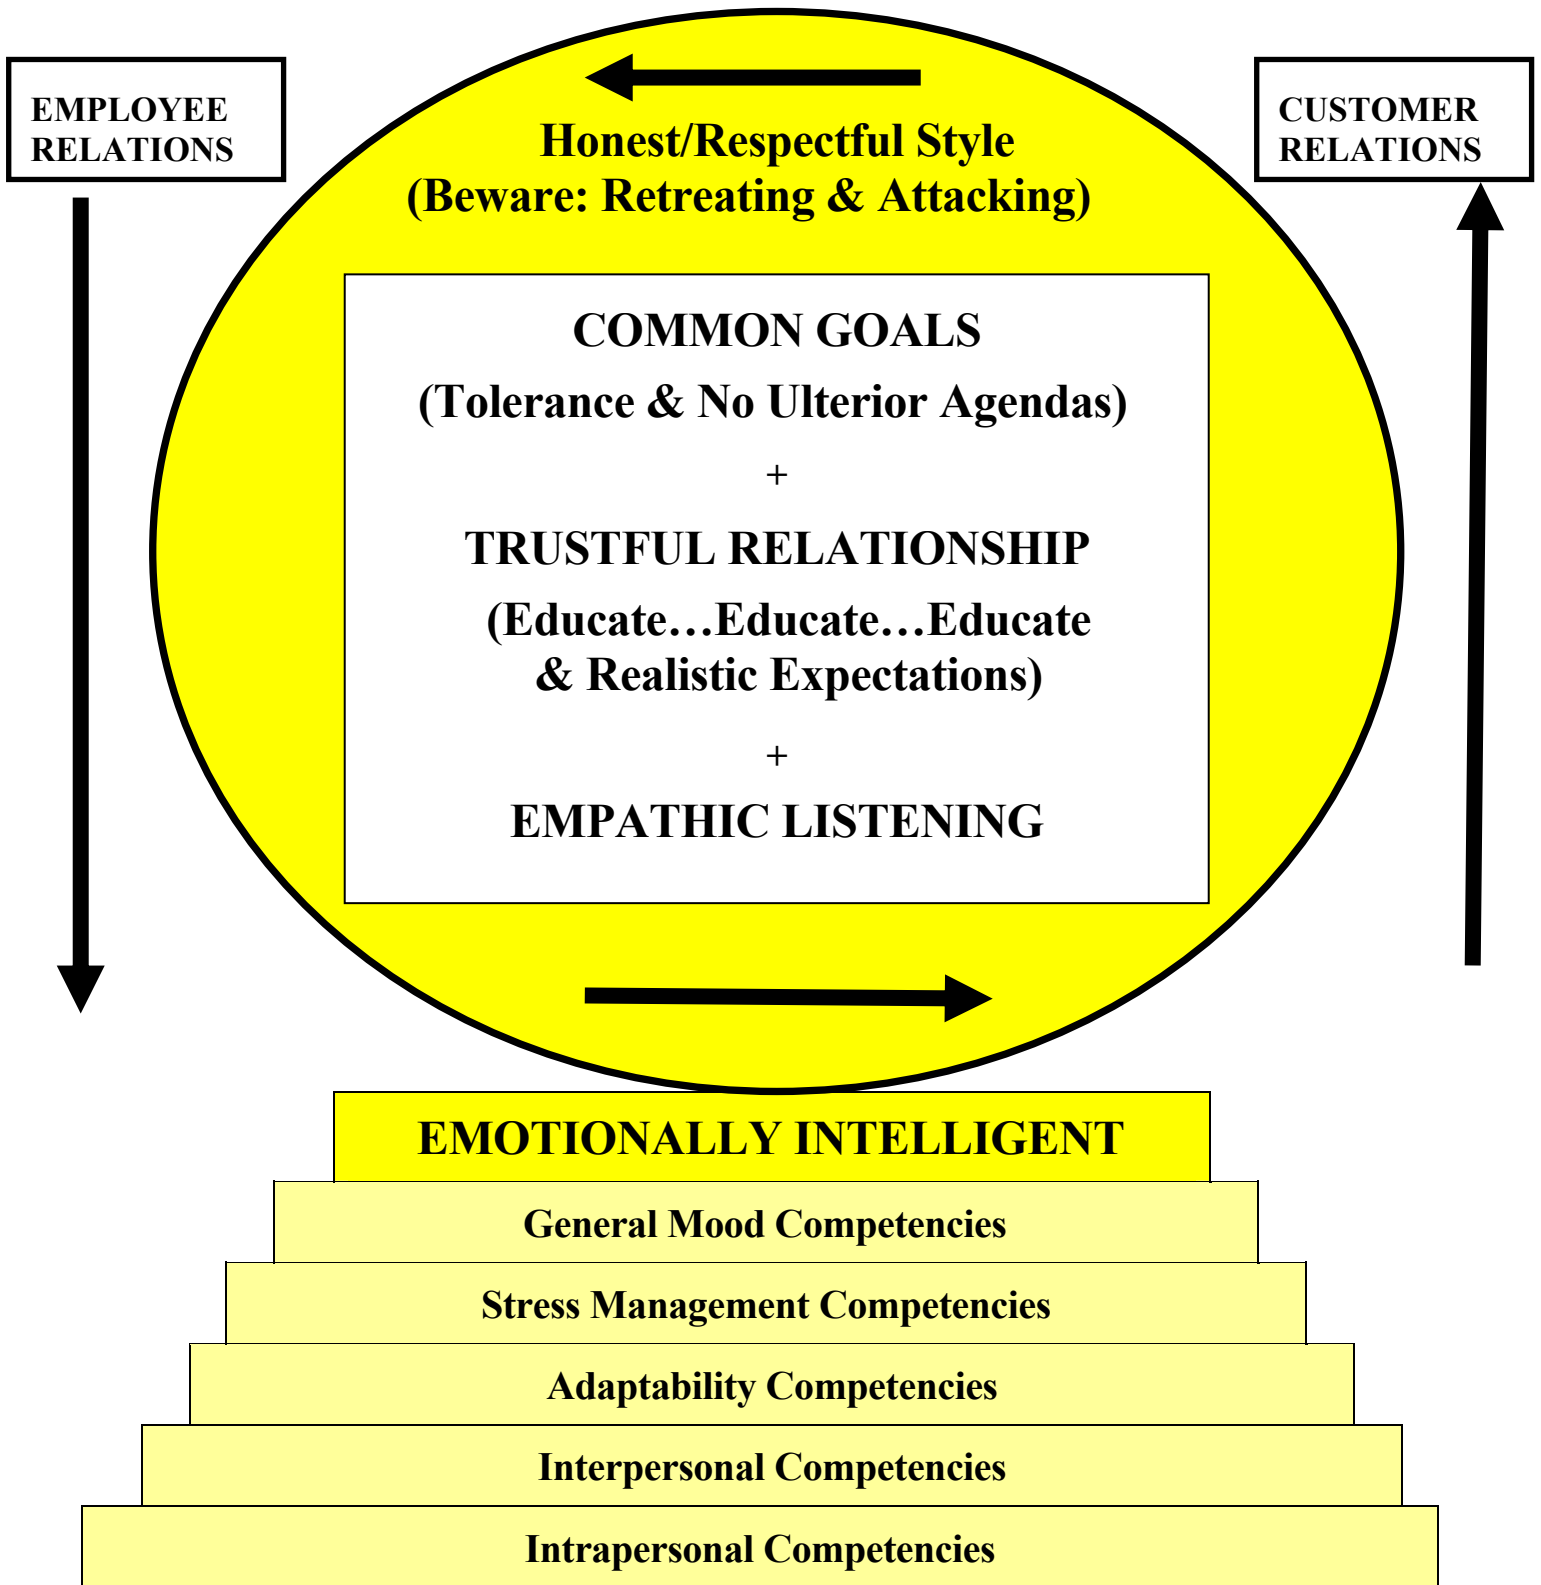 EMPLOYEE
RELATIONS
CUSTOMER
RELATIONS
Honest/Respectful Style
(Beware: Retreating & Attacking)
COMMON GOALS
(Tolerance & No Ulterior Agendas)
+
TRUSTFUL RELATIONSHIP
(Educate…Educate…Educate
& Realistic Expectations)
+
EMPATHIC LISTENING
EMOTIONALLY INTELLIGENT
General Mood Competencies
Stress Management Competencies
Adaptability Competencies
Interpersonal Competencies
Intrapersonal Competencies